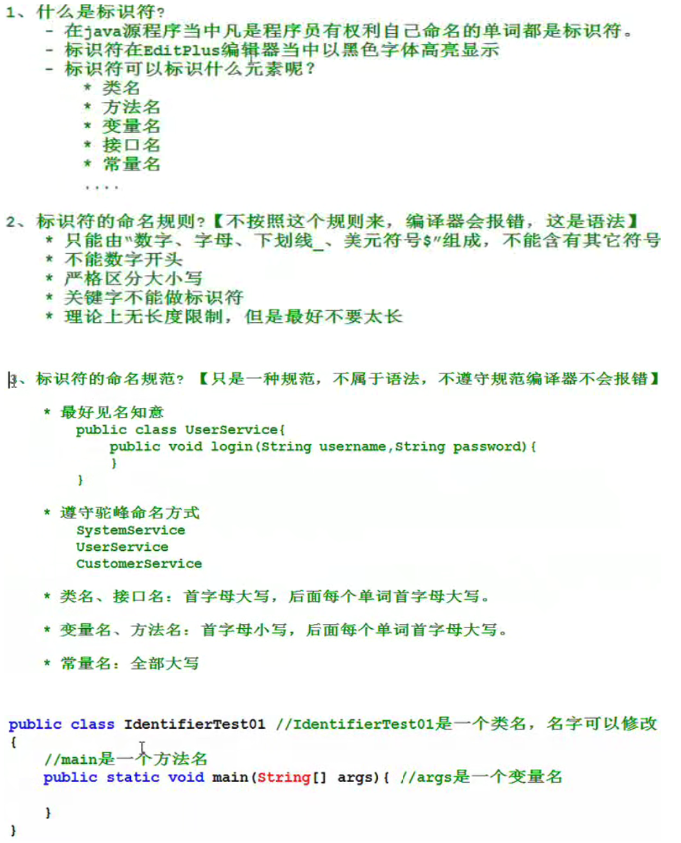 1、什么是标识符?
- 在java源程序当中凡是程序员有权利自己命名的单词都是标识符。
- 标识符在EditPlus编辑器当中以黑色字体高亮显示
- 标识符可以标识什么元素呢?
* 类名
* 方法名
* 变量名
* 接口名
* 常量名
....
2、标识符的命名规则?【不按照这个规则来，编译器会报错，这是语法】
* 只能由"数字、字母、下划线_、美元符号$"组成，不能含有其它符号
* 不能数字开头
* 严格区分大小写
* 关键字不能做标识符
* 理论上无长度限制，但是最好不要太长
3、标识符的命名规范?【只是一种规范，不属于语法，不遵守规范编译器不会报错】
* 最好见名知意
public class UserService{
public void login(String username,String password){
}
}
* 遵守驼峰命名方式
SystemService
UserService
CustomerService
* 类名、接口名：首字母大写，后面每个单词首字母大写。
* 变量名、方法名：首字母小写，后面每个单词首字母大写。
* 常量名：全部大写
public class IdentifierTest01 //IdentifierTest01是一个类名，名字可以修改
{
//main是一个方法名
public static void main(String[] args){ //args是一个变量名
}
}